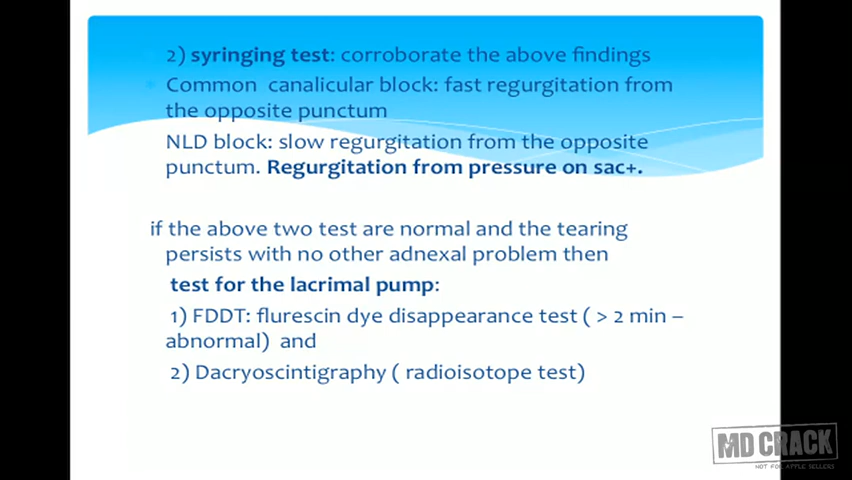 2) syringing test: corroborate the above findings
Common canalicular block: fast regurgitation from
the opposite punctum
NLD block: slow regurgitation from the opposite
punctum. Regurgitation from pressure on sac+.
if the above two test are normal and the tearing
persists with no other adnexal problem then
test for the lacrimal pump:
1) FDDT: flurescin dye disappearance test ( > 2 min –
abnormal) and
2) Dacryoscintigraphy ( radioisotope test)
MD CRACK
NOT FOR APPLE SELLERS